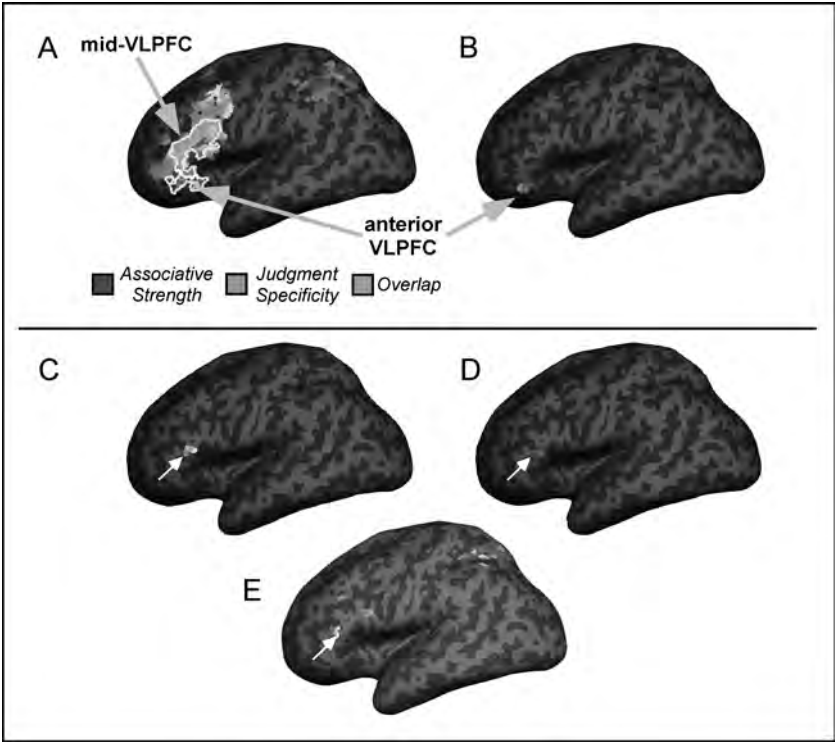 A
mid-VLPFC
B
anterior
VLPFC
Associative
Strength
Judgment
Specificity
Overlap
C
D
E